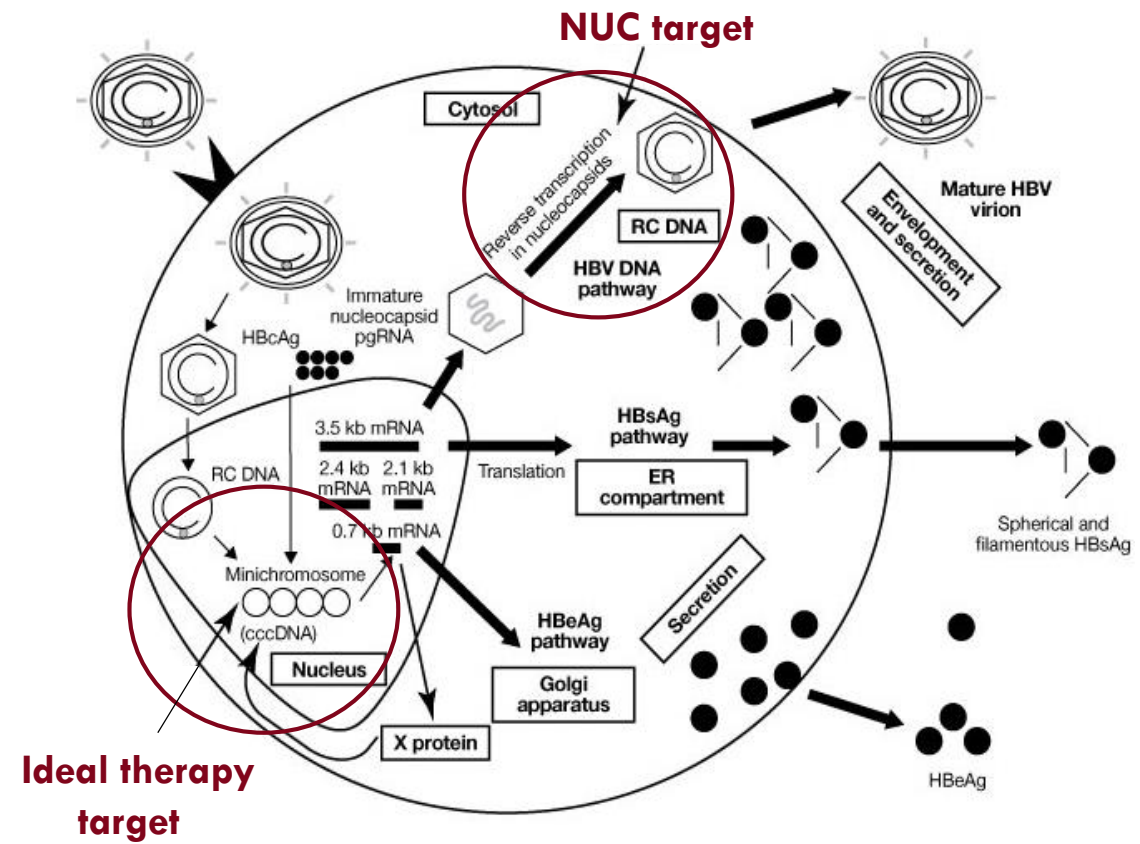 NUC target
Cytosol
Reverse transcription
in nucleocapsids
RC DNA
HBV DNA
pathway
Mature HBV
virion
Envelopment
and secretion
Immature
nucleocapsid
pgRNA
HBcAg
3.5 kb mRNA
2.4 kb
mRNA
2.1 kb
mRNA
0.7 kb mRNA
RC DNA
Translation
HBsAg
pathway
ER
compartment
Spherical and
filamentous HBsAg
Minichromosome
(cccDNA)
Nucleus
HBeAg
pathway
Golgi
apparatus
Secretion
X protein
HBeAg
Ideal therapy
target